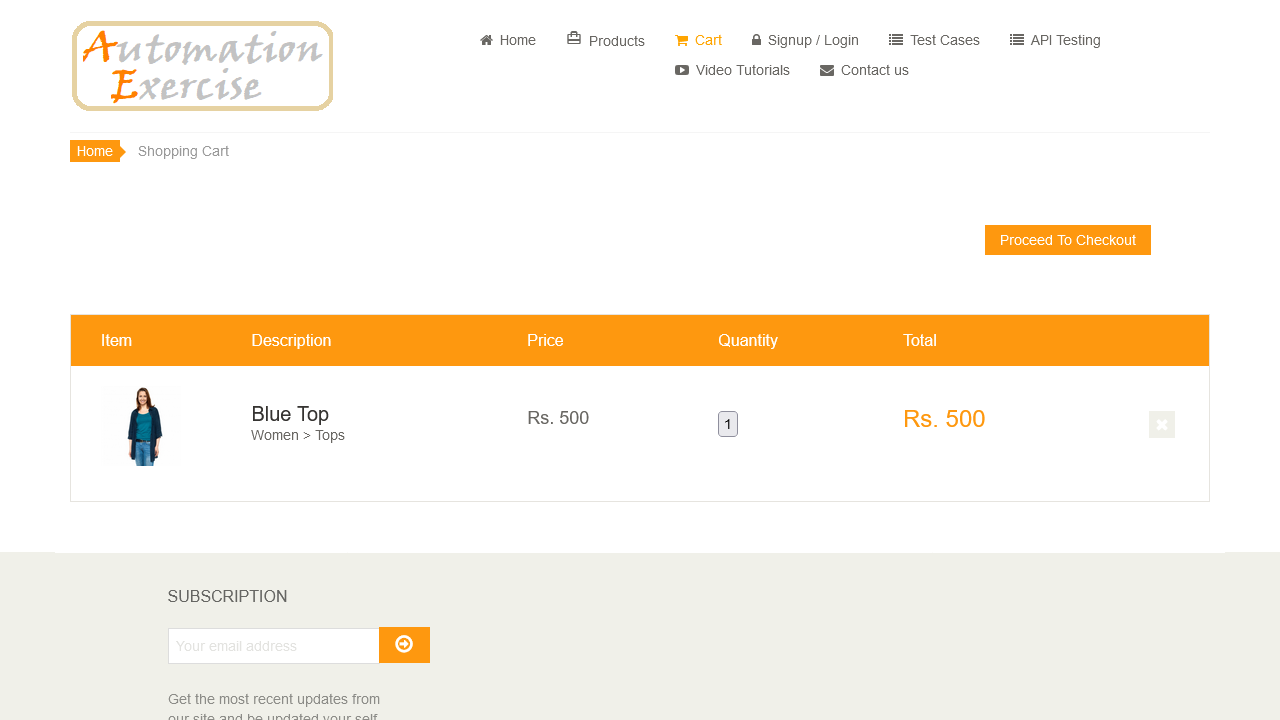 Automation
Exercise
Home Products Cart Signup / Login Test Cases API Testing
Video Tutorials Contact us
Home Shopping Cart
Proceed To Checkout
Item Description Price Quantity Total
Blue Top Rs. 500 1 Rs. 500
Women > Tops
SUBSCRIPTION
Your email address
Get the most recent updates from
our site and be updated your self